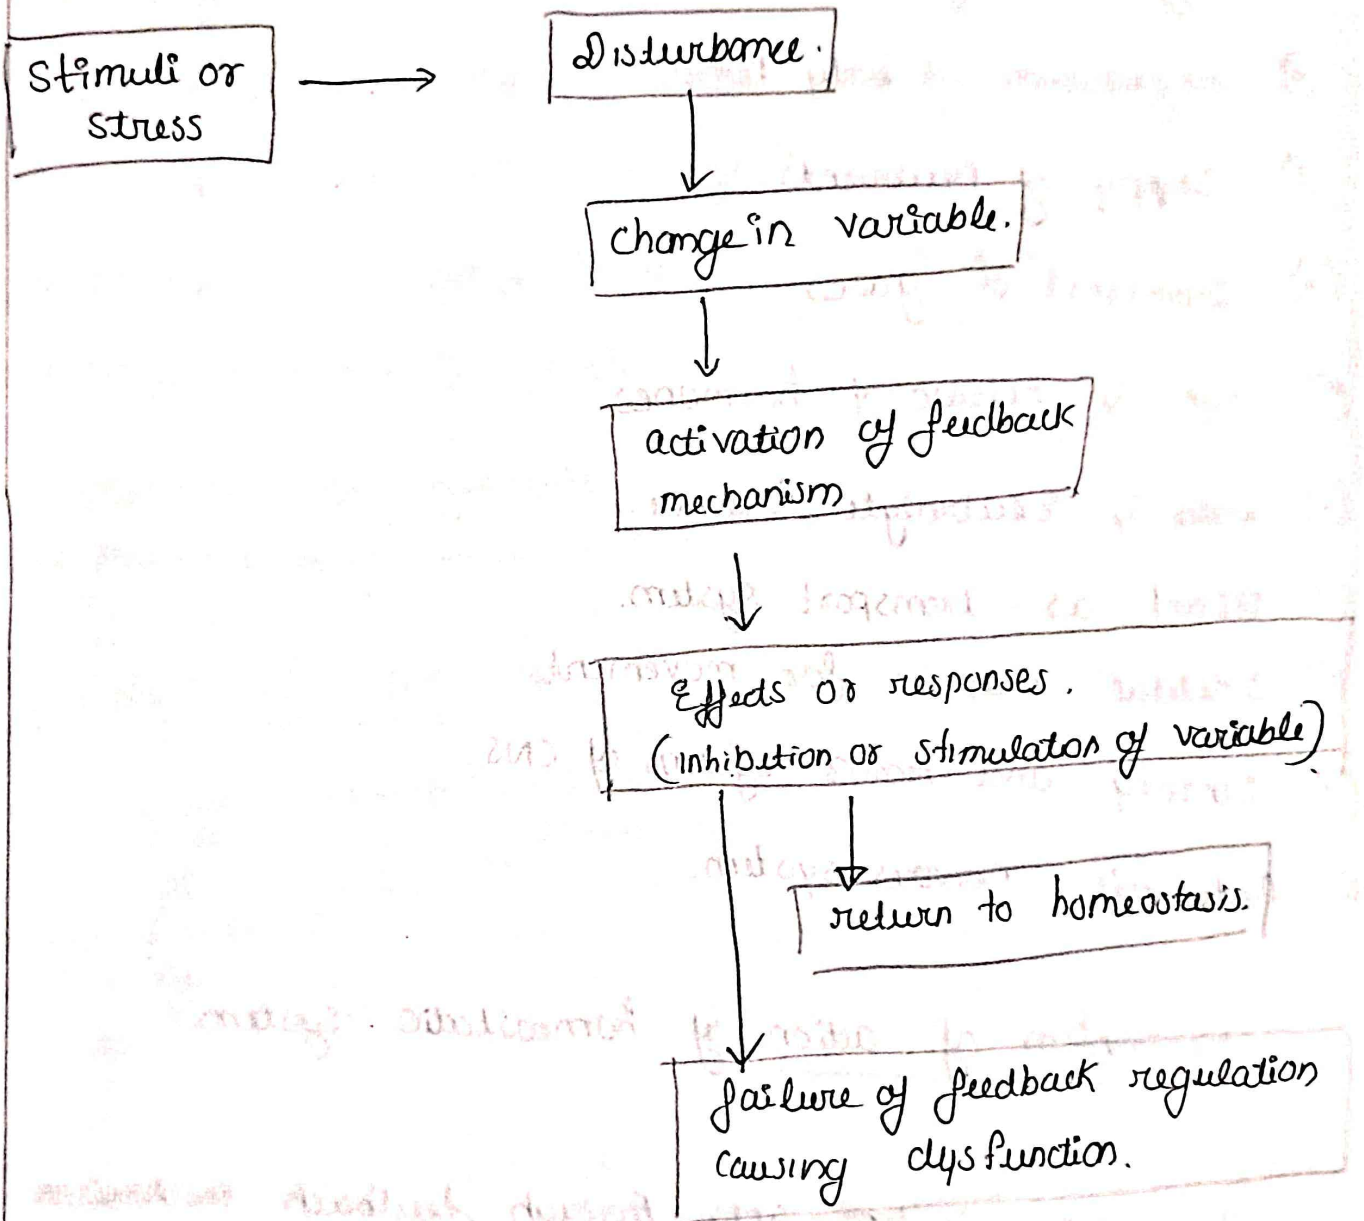 Stimuli or
stress
Disturbance.
change in variable.
activation of feedback
mechanism
Effects or responses.
(inhibition or stimulation of variable)
return to homeostasis.
failure of feedback regulation
causing dysfunction.